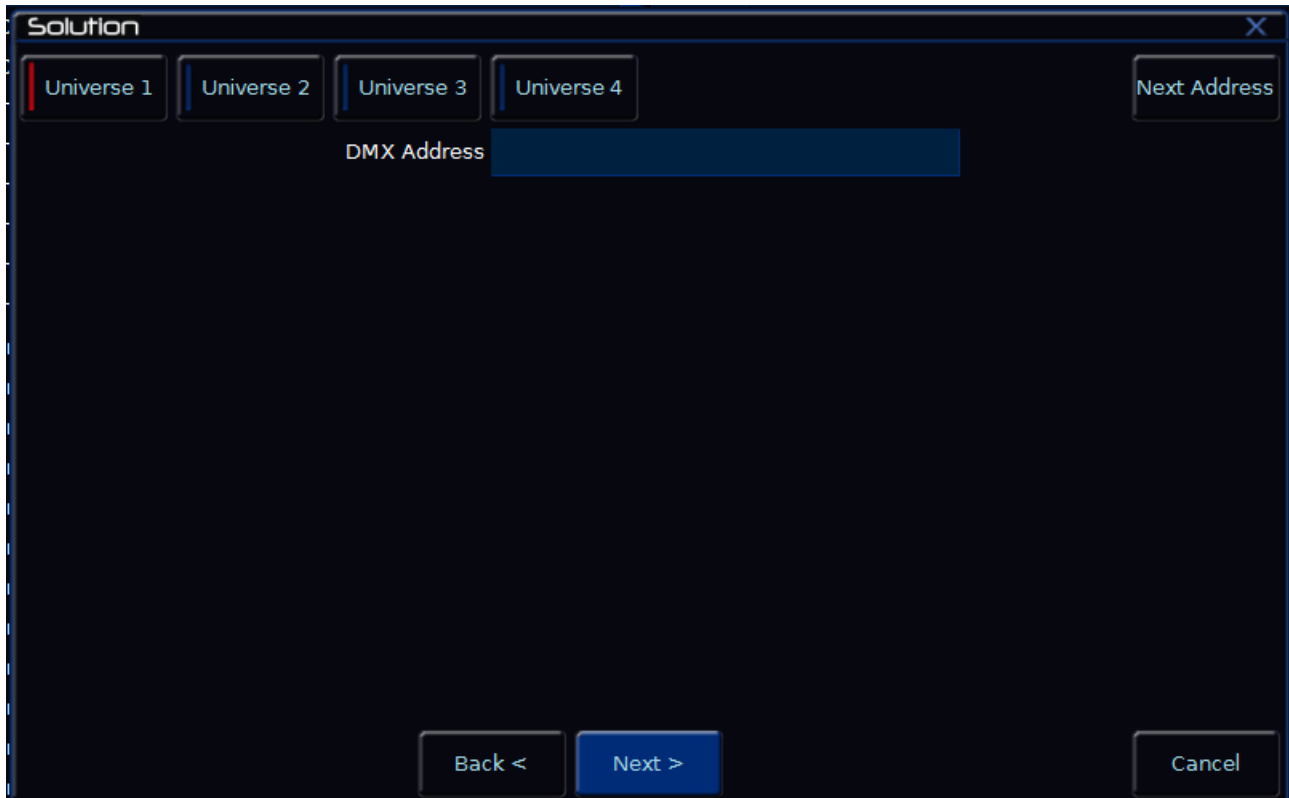 Solution X
Universe 1 Universe 2 Universe 3 Universe 4 Next Address
DMX Address
Back < Next > Cancel